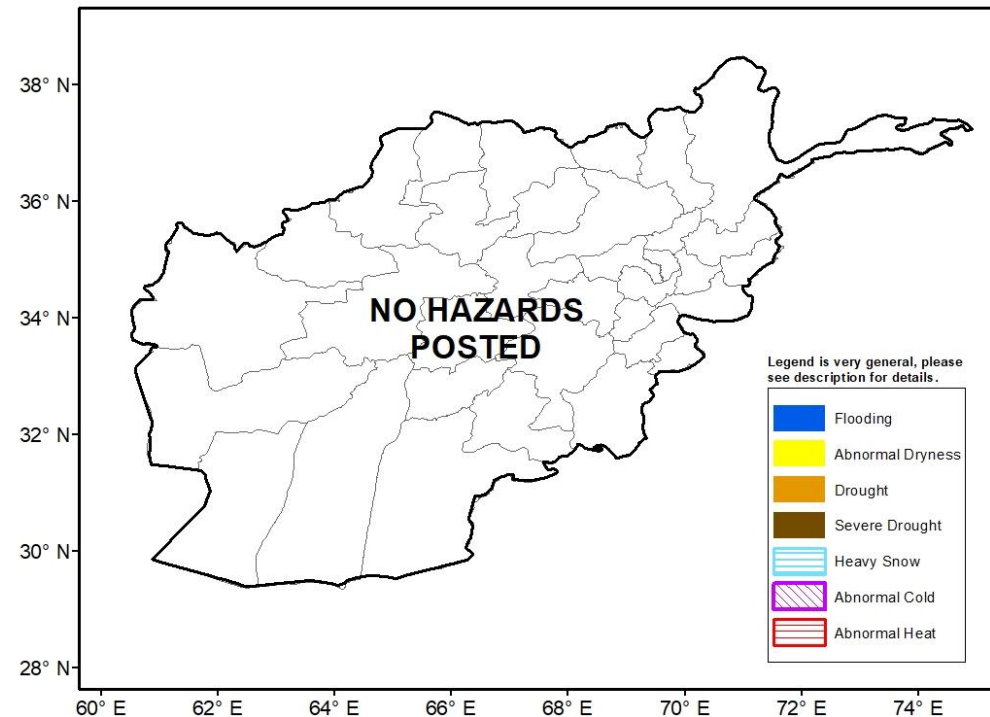 38° N
36° N
34° N
32° N
30° N
28° N
NO HAZARDS
POSTED
Legend is very general, please
see description for details.
Flooding
Abnormal Dryness
Drought
Severe Drought
Heavy Snow
Abnormal Cold
Abnormal Heat
60° E
62° E
64° E
66° E
68° E
70° E
72° E
74° E